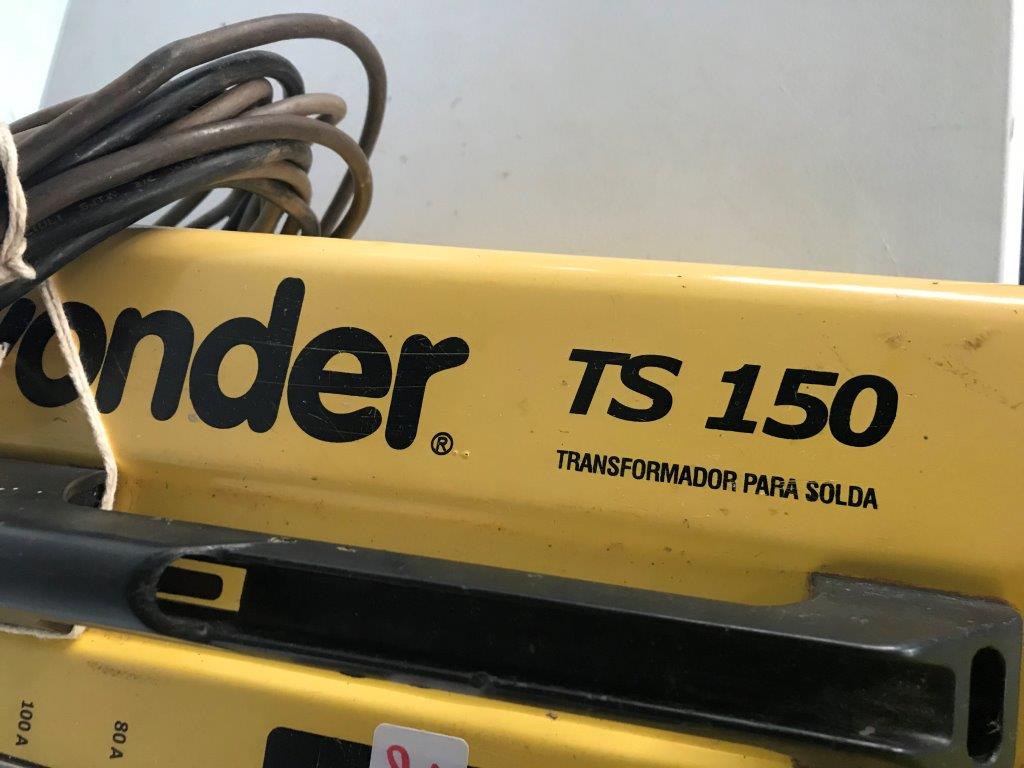 onder®
TS 150
TRANSFORMADOR PARA SOLDA
100 A
80 A